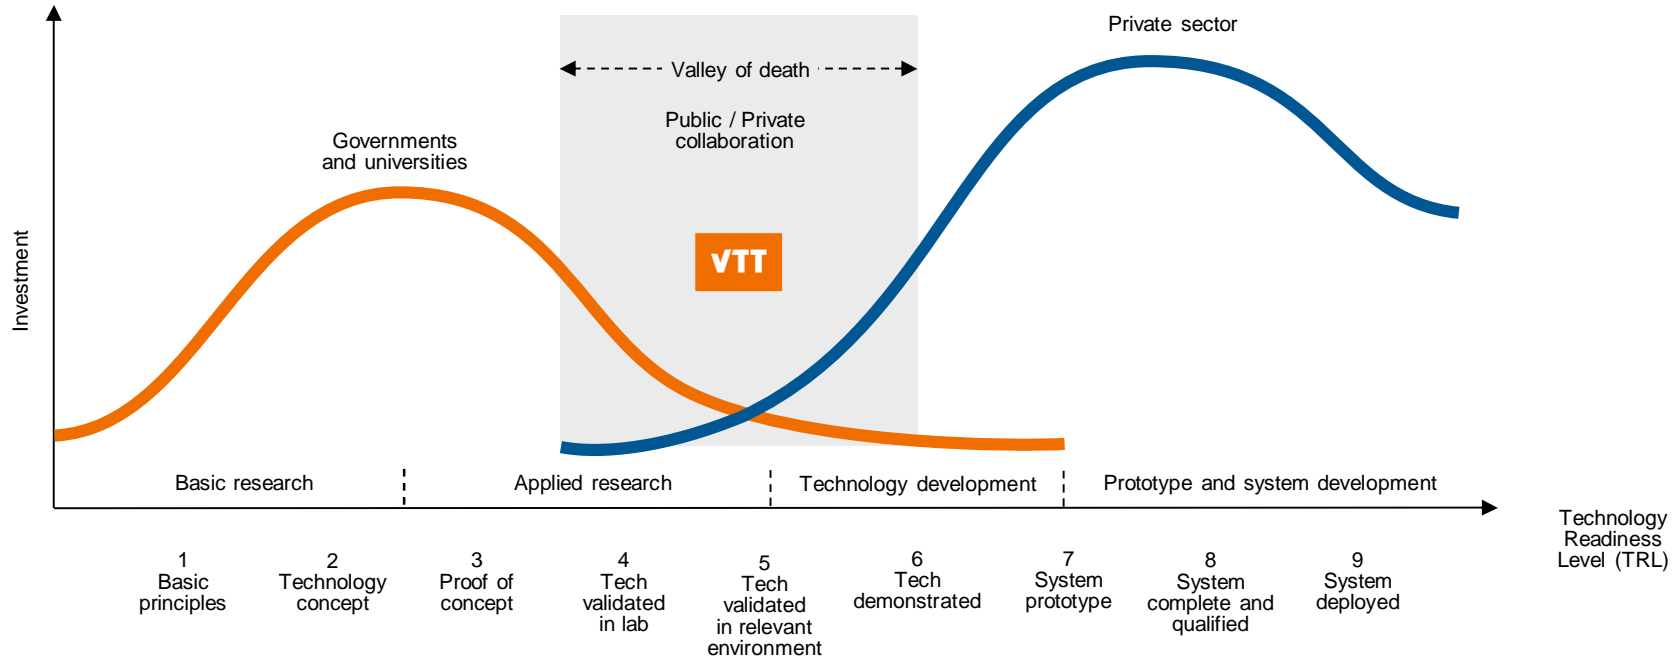 Private sector
Valley of death
Public / Private
collaboration
Governments
and universities
VTT
Investment
Basic research
Applied research
Technology development
Prototype and system development
Technology
Readiness
Level (TRL)
1
Basic
principles
2
Technology
concept
3
Proof of
concept
4
Tech
validated
in lab
5
Tech
validated
in relevant
environment
6
Tech
demonstrated
7
System
prototype
8
System
complete and
qualified
9
System
deployed